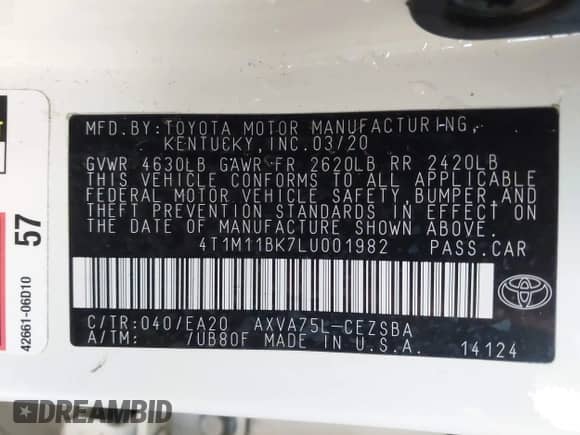 MFD.BY:TOYOTA MOTOR MANUFACTURING,
KENTUCKY,INC.03/20
GVWR 4630LB GAWR FR 2620LB RR 2420LB
THIS VEHICLE CONFORMS TO ALL APPLICABLE
FEDERAL MOTOR VEHICLE SAFETY,BUMPER,AND
THEFT PREVENTION STANDARDS IN EFFECT ON
THE DATE OF MANUFACTURE SHOWN ABOVE.
4T1M11BK7LU001982 PASS.CAR
C/TR:040/EA20 AXVA75L-CEZSBA
A/TM: /UB80F MADE IN U.S.A. 14124
57
42661-06D10
DREAMBID